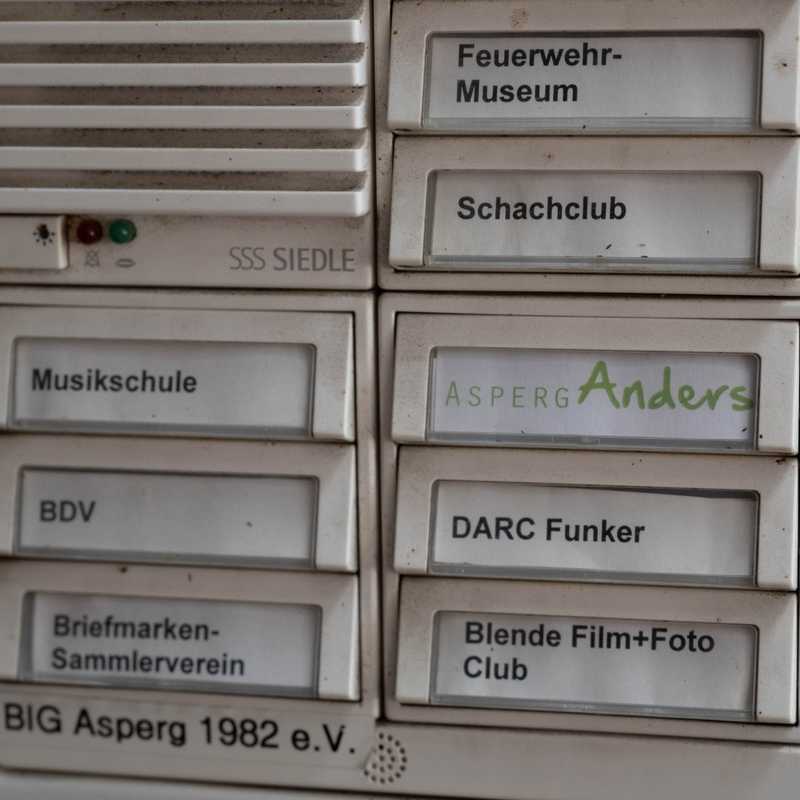 Feuerwehr-
Museum
Schachclub
SSS SIEDLE
Musikschule
ASPERG Anders
BDV
DARC Funker
Briefmarken-
Sammlerverein
Blende Film+Foto
Club
BIG Asperg 1982 e.V.